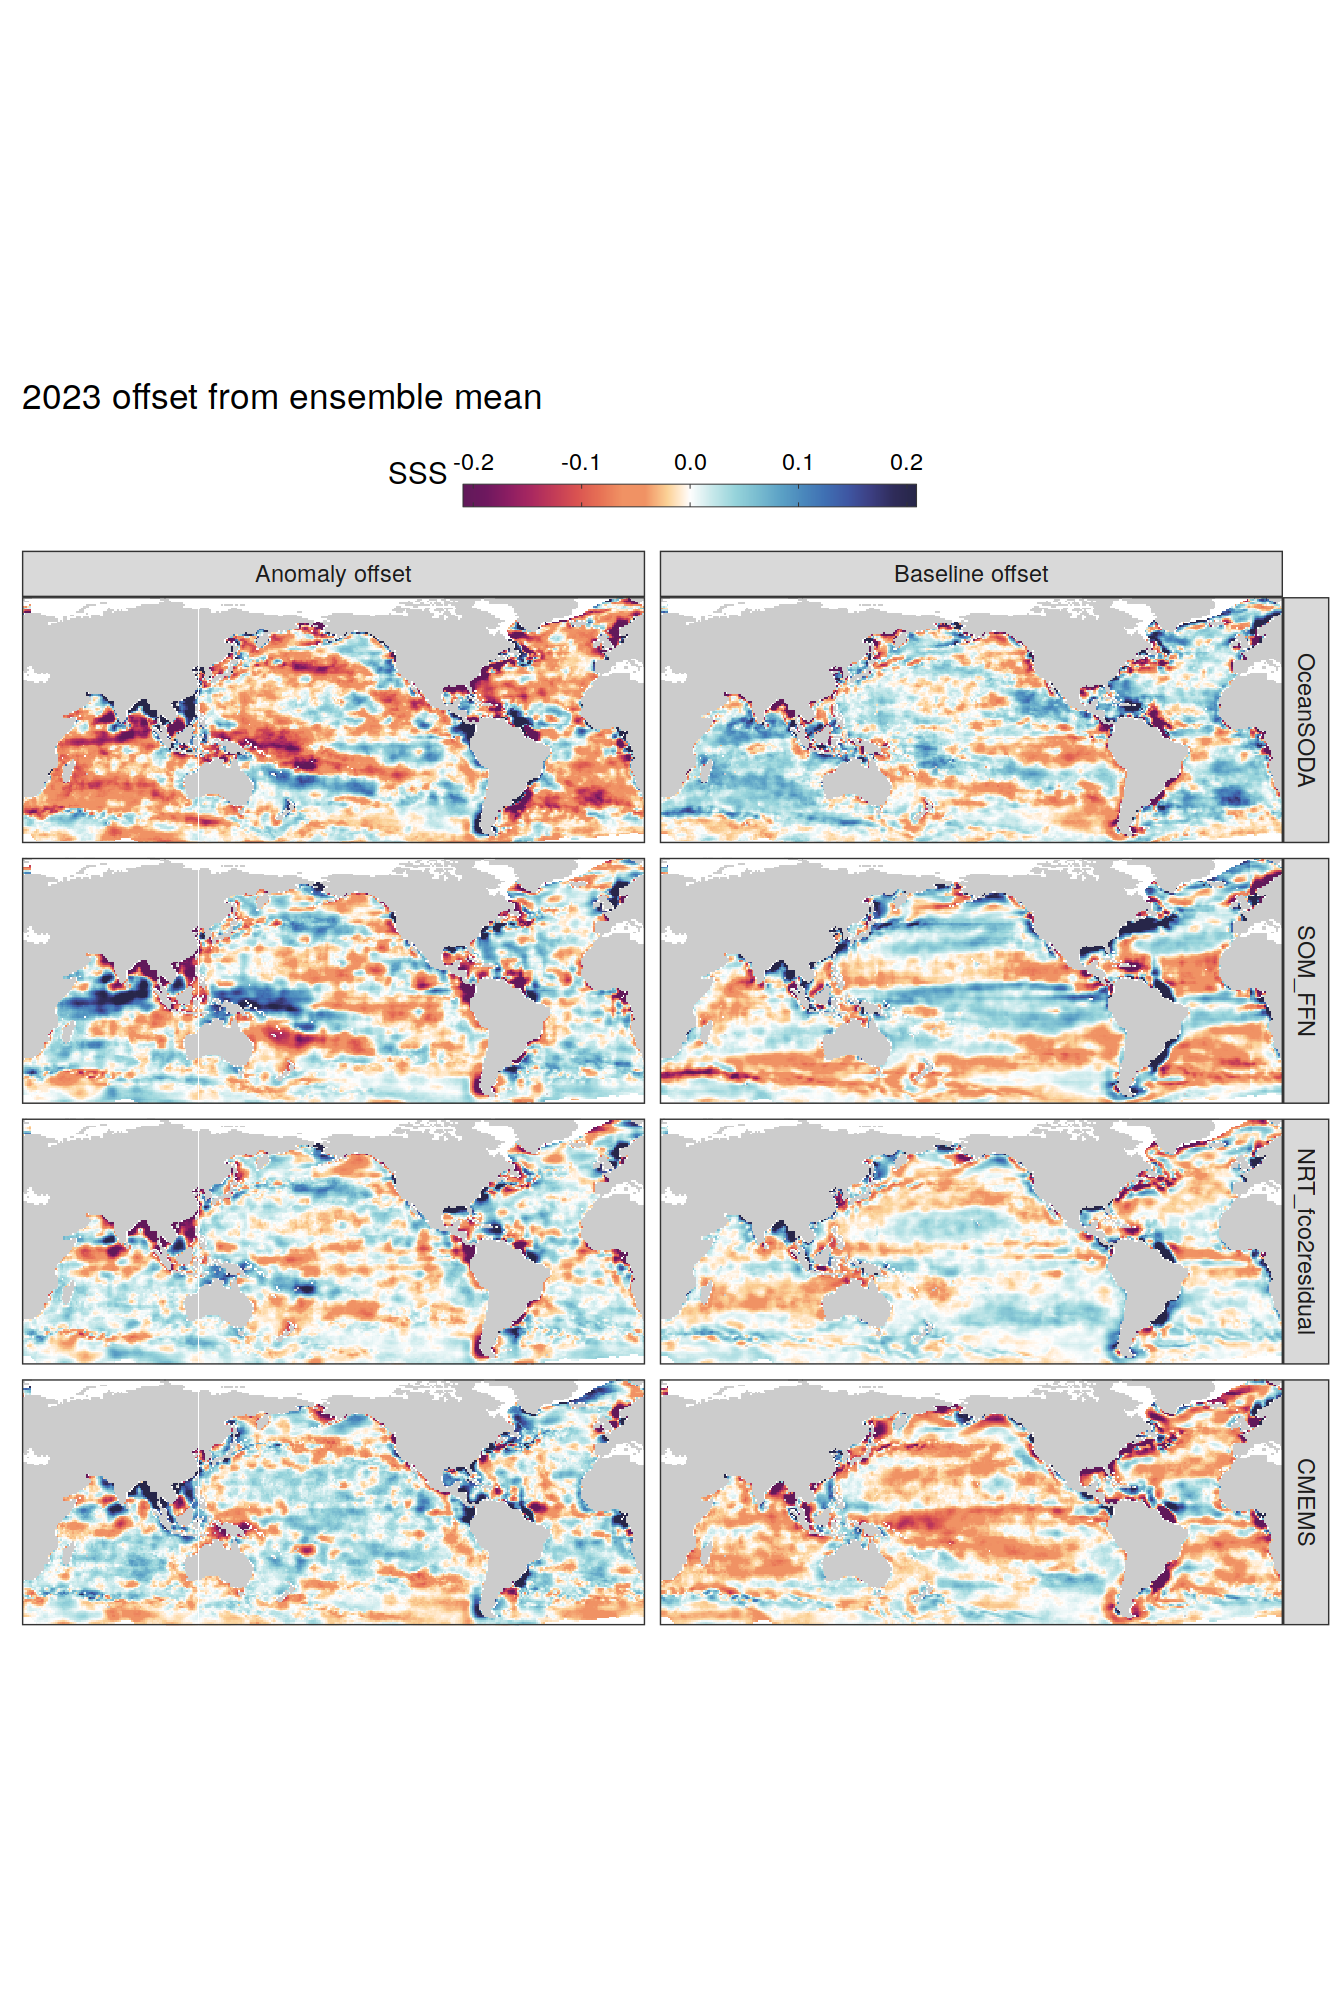 2023 offset from ensemble mean
SSS
-0.2 -0.1 0.0 0.1 0.2
Anomaly offset
Baseline offset
OceanSODA
SOM_FFN
NRT_fco2residual
CMEMS